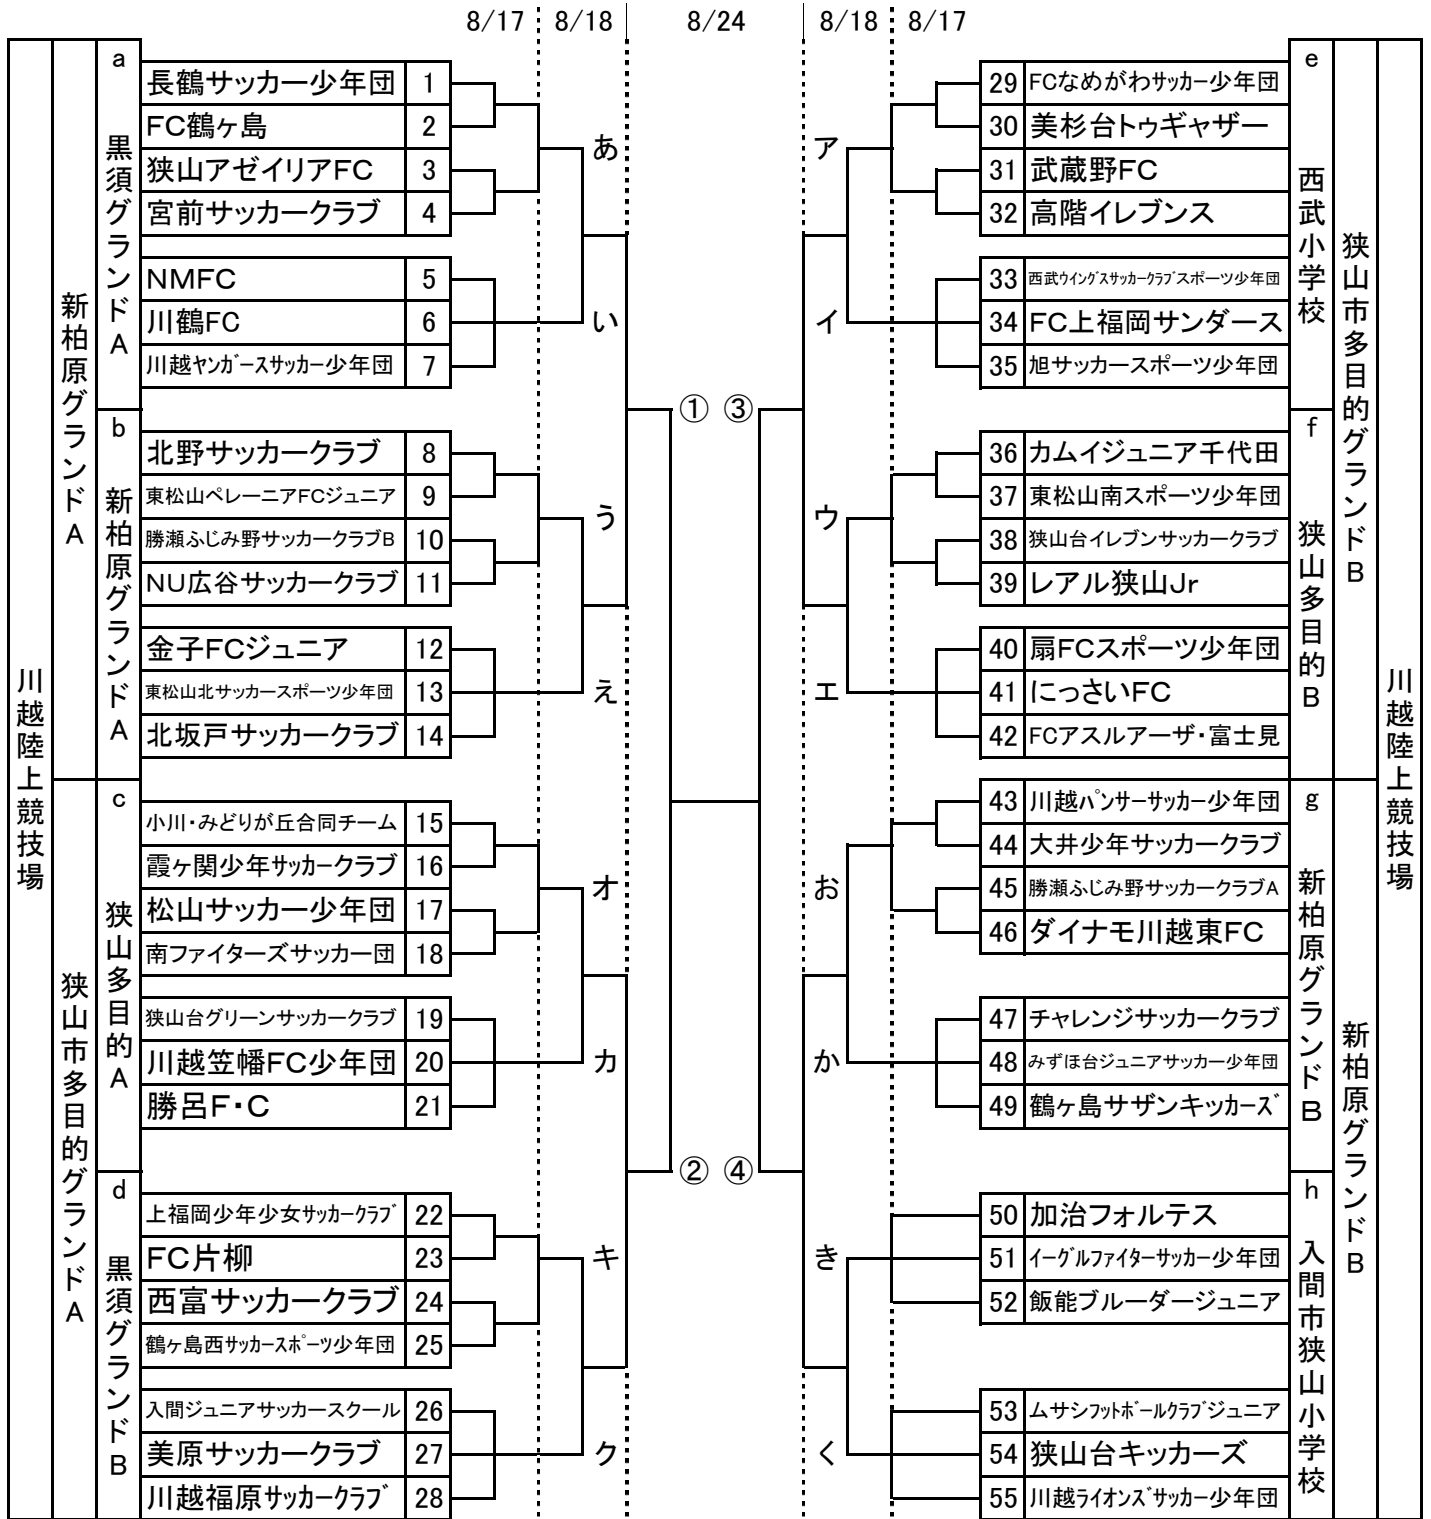 8/17 8/18 8/24 8/18 8/17
川越陸上競技場
新柏原グランドA
狭山市多目的グランドA
a
黒須グランドA
長鶴サッカー少年団 1
FC鶴ヶ島 2
狭山アゼイリアFC 3
宮前サッカークラブ 4
NMFC 5
川鶴FC 6
川越ヤンガースサッカー少年団 7
b
新柏原グランドA
北野サッカークラブ 8
東松山ペレーニアFCジュニア 9
勝瀬ふじみ野サッカークラブB 10
NU広谷サッカークラブ 11
金子FCジュニア 12
東松山北サッカースポーツ少年団 13
北坂戸サッカークラブ 14
c
狭山多目的A
小川・みどりが丘合同チーム 15
霞ヶ関少年サッカークラブ 16
松山サッカー少年団 17
南ファイターズサッカー団 18
狭山台グリーンサッカークラブ 19
川越笠幡FC少年団 20
勝呂F・C 21
d
黒須グランドB
上福岡少年少女サッカークラブ 22
FC片柳 23
西富サッカークラブ 24
鶴ヶ島西サッカースポーツ少年団 25
入間ジュニアサッカースクール 26
美原サッカークラブ 27
川越福原サッカークラブ 28
あ
い
う
え
オ
カ
キ
ク
① ③
② ④
ア
イ
ウ
エ
お
か
き
く
29 FCなめがわサッカー少年団
30 美杉台トゥギャザー
31 武蔵野FC
32 高階イレブンス
33 西武ウイングスサッカークラブスポーツ少年団
34 FC上福岡サンダース
35 旭サッカースポーツ少年団
e
西武小学校
36 カムイジュニア千代田
37 東松山南スポーツ少年団
38 狭山台イレブンサッカークラブ
39 レアル狭山Jr
40 扇FCスポーツ少年団
41 にっさいFC
42 FCアスルアーザ・富士見
f
狭山多目的B
43 川越パンサーサッカー少年団
44 大井少年サッカークラブ
45 勝瀬ふじみ野サッカークラブA
46 ダイナモ川越東FC
47 チャレンジサッカークラブ
48 みずほ台ジュニアサッカー少年団
49 鶴ヶ島サザンキッカーズ
g
新柏原グランドB
50 加治フォルテス
51 イーグルファイターサッカー少年団
52 飯能ブルーダージュニア
53 ムサシフットボールクラブジュニア
54 狭山台キッカーズ
55 川越ライオンズサッカー少年団
h
入間市狭山小学校
狭山市多目的グランドB
新柏原グランドB
川越陸上競技場